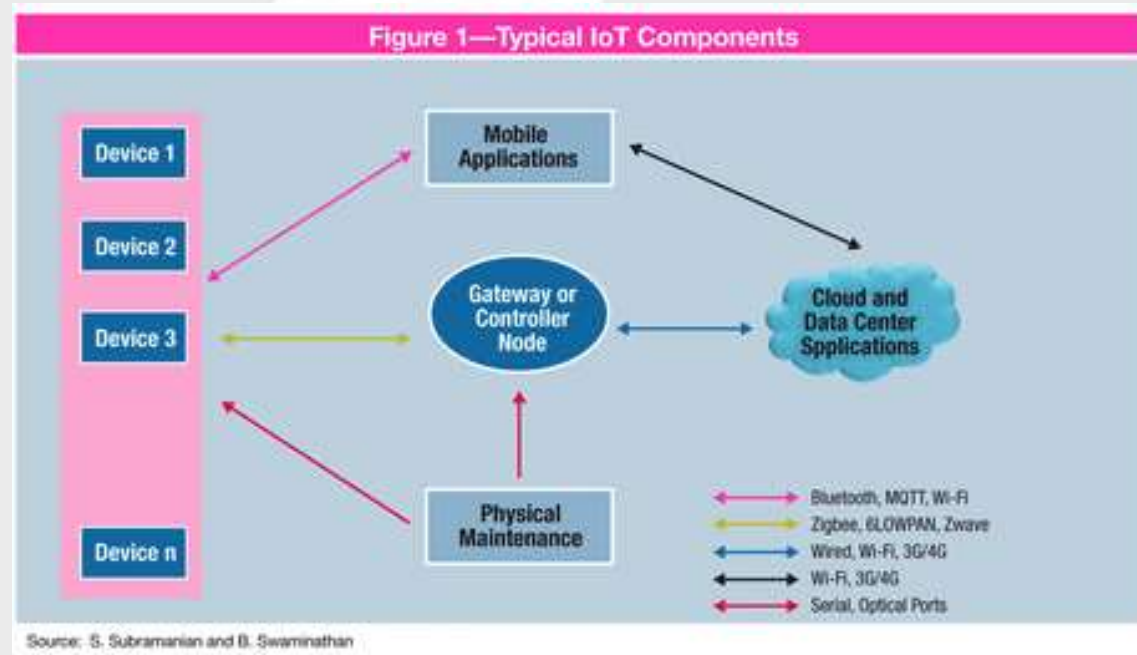 Figure 1—Typical IoT Components
Device 1
Device 2
Device 3
Device n
Mobile
Applications
Gateway or
Controller
Node
Cloud and
Data Center
Spplications
Physical
Maintenance
Bluetooth, MQTT, Wi-Fi
Zigbee, 6LOWPAN, Zwave
Wired, Wi-Fi, 3G/4G
Wi-Fi, 3G/4G
Serial, Optical Ports
Source: S. Subramanian and B. Swaminathan